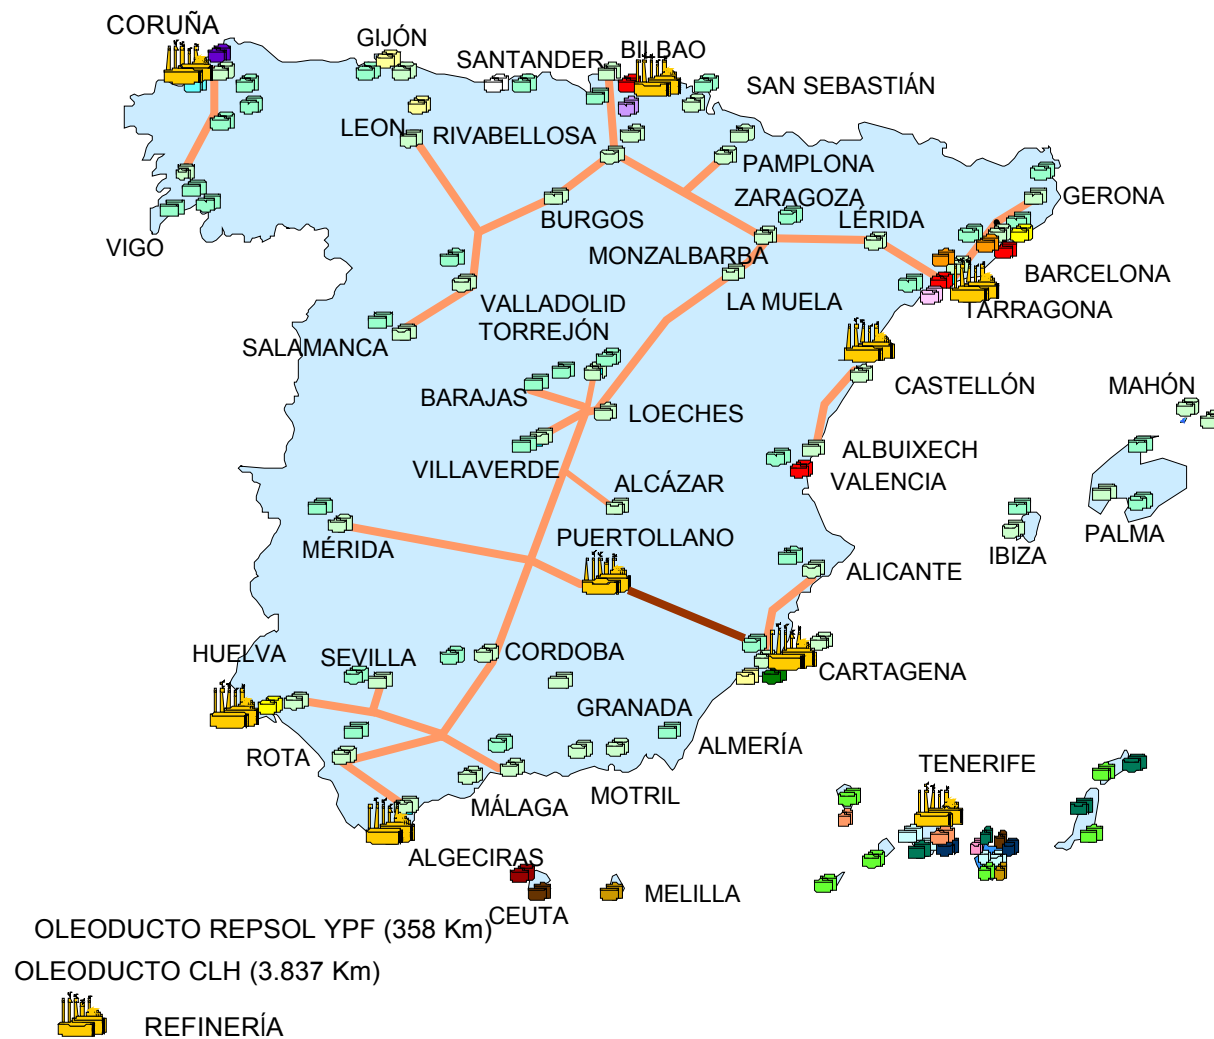 CORUÑA
GIJÓN
SANTANDER
BILBAO
SAN SEBASTIÁN
LEON
RIVABELLOSA
PAMPLONA
ZARAGOZA
GERONA
VIGO
BURGOS
LÉRIDA
MONZALBARBA
BARCELONA
LA MUELA
TARRAGONA
VALLADOLID
TORREJÓN
SALAMANCA
CASTELLÓN
MAHÓN
BARAJAS
LOECHES
ALBUIXECH
VILLAVERDE
ALCÁZAR
VALENCIA
PALMA
MÉRIDA
PUERTOLLANO
IBIZA
ALICANTE
HUELVA
SEVILLA
CORDOBA
CARTAGENA
GRANADA
ROTA
ALMERÍA
TENERIFE
MÁLAGA
MOTRIL
ALGECIRAS
MELILLA
CEUTA
OLEODUCTO REPSOL YPF (358 Km)
OLEODUCTO CLH (3.837 Km)
REFINERÍA